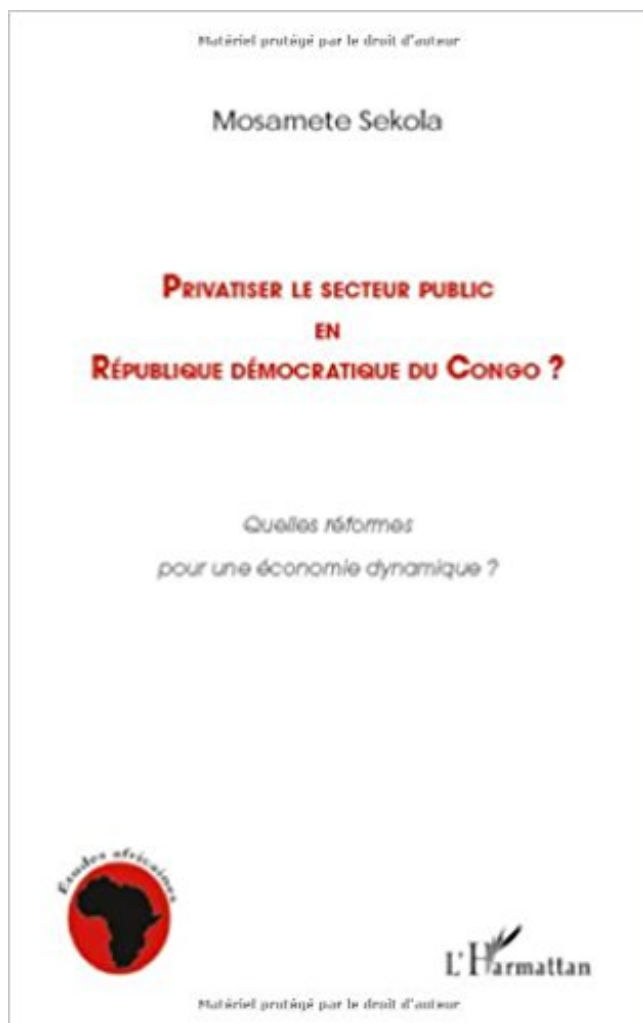 Matériel protégé par le droit d'auteur
Mosamete Sekola
PRIVATISER LE SECTEUR PUBLIC
EN
RÉPUBLIQUE DÉMOCRATIQUE DU CONGO ?
Quelles réformes
pour une économie dynamique ?
Études africaines
L'Harmattan
Matériel protégé par le droit d'auteur